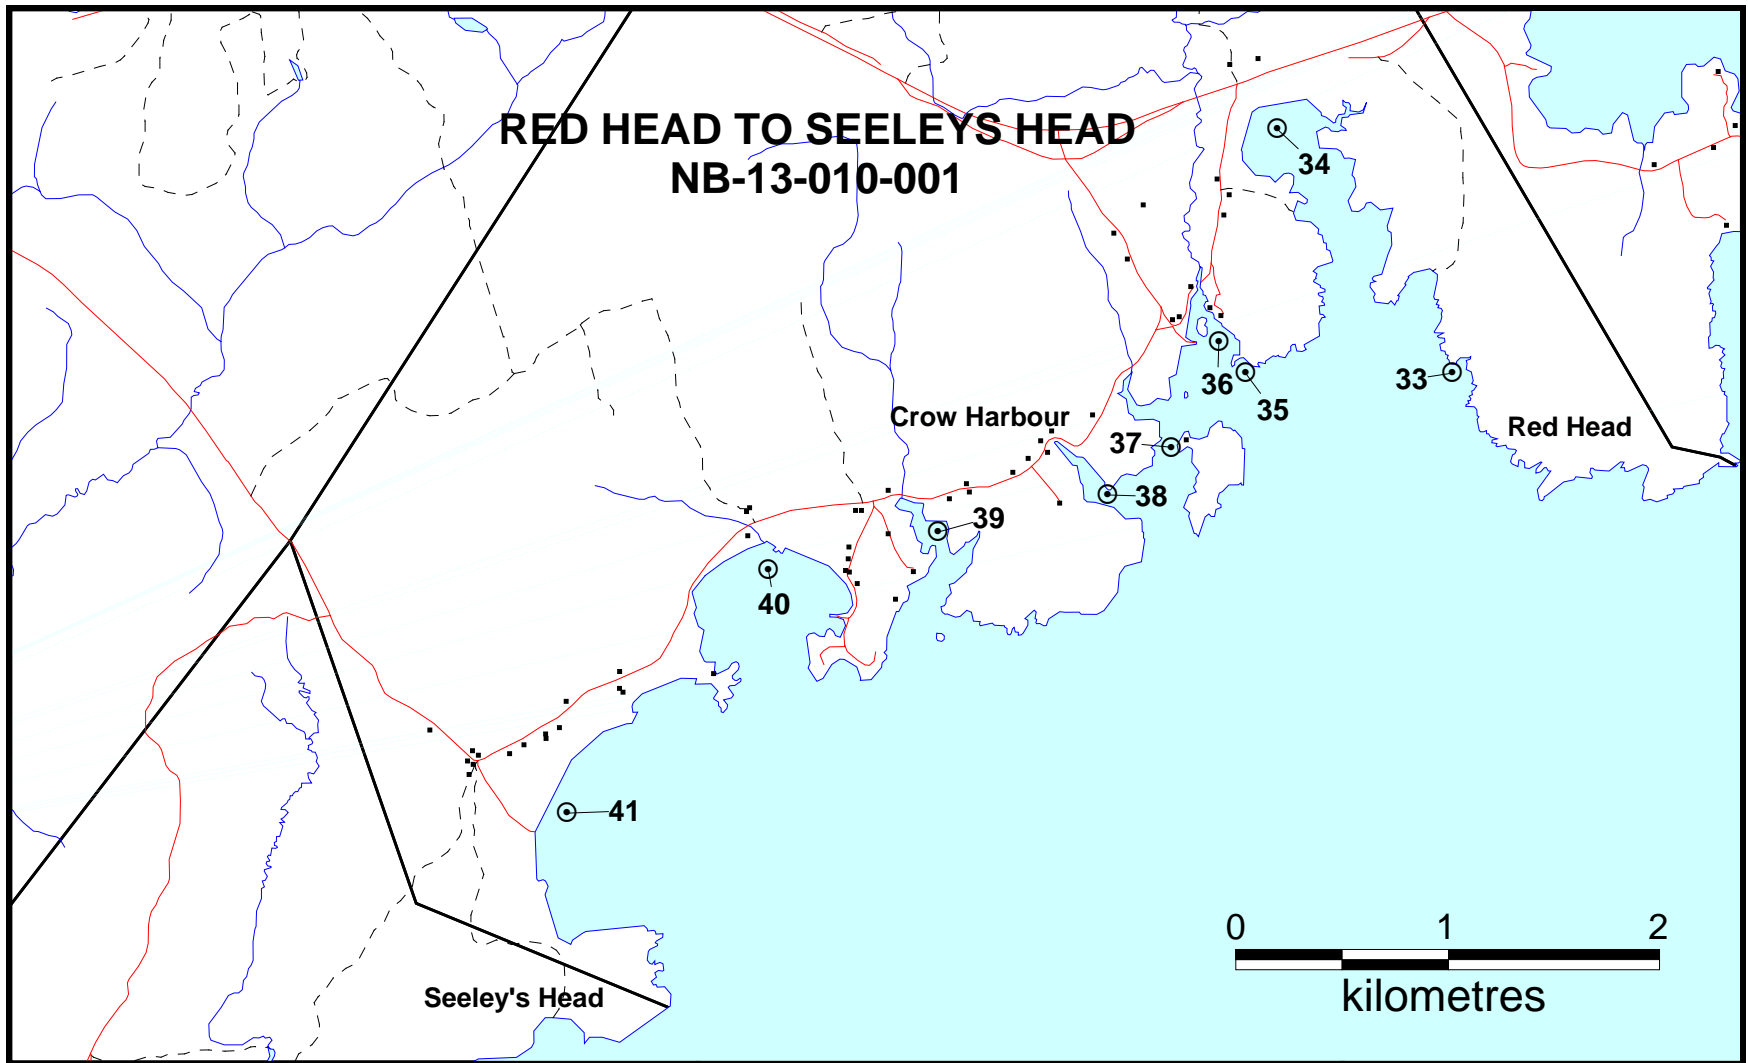 RED HEAD TO SEELEYS HEAD
NB-13-010-001
34
36
35
33
Crow Harbour
Red Head
37
38
39
40
41
Seeley's Head
0 1 2
kilometres